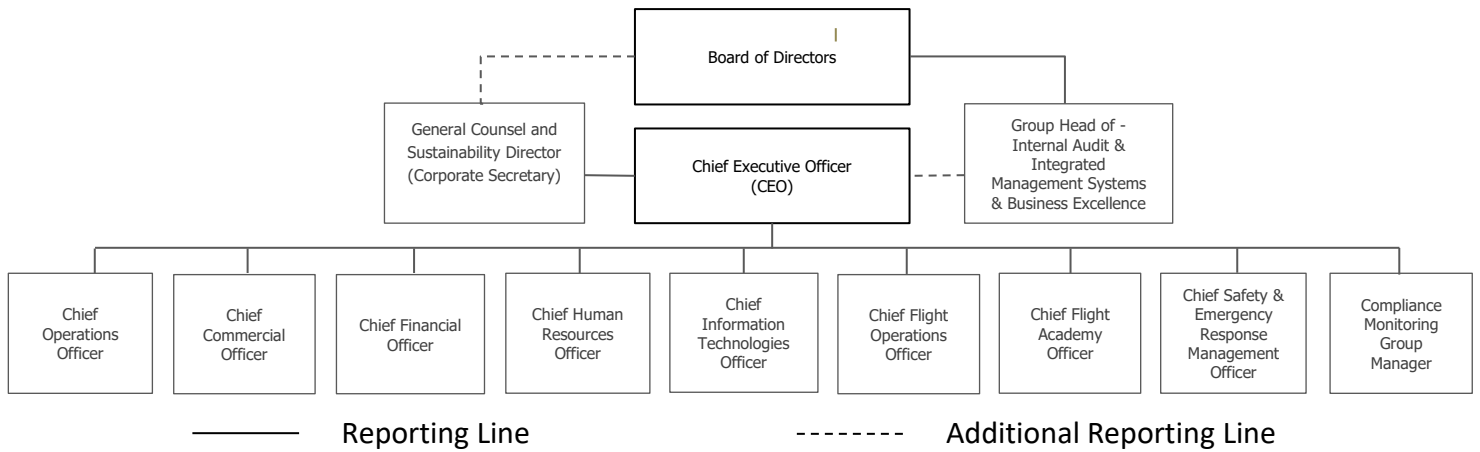 Board of Directors
General Counsel and
Sustainability Director
(Corporate Secretary)
Chief Executive Officer
(CEO)
Group Head of -
Internal Audit &
Integrated
Management Systems
& Business Excellence
Chief
Operations
Officer
Chief
Commercial
Officer
Chief Financial
Officer
Chief Human
Resources
Officer
Chief
Information
Technologies
Officer
Chief Flight
Operations
Officer
Chief Flight
Academy
Officer
Chief Safety &
Emergency
Response
Management
Officer
Compliance
Monitoring
Group
Manager
Reporting Line
Additional Reporting Line